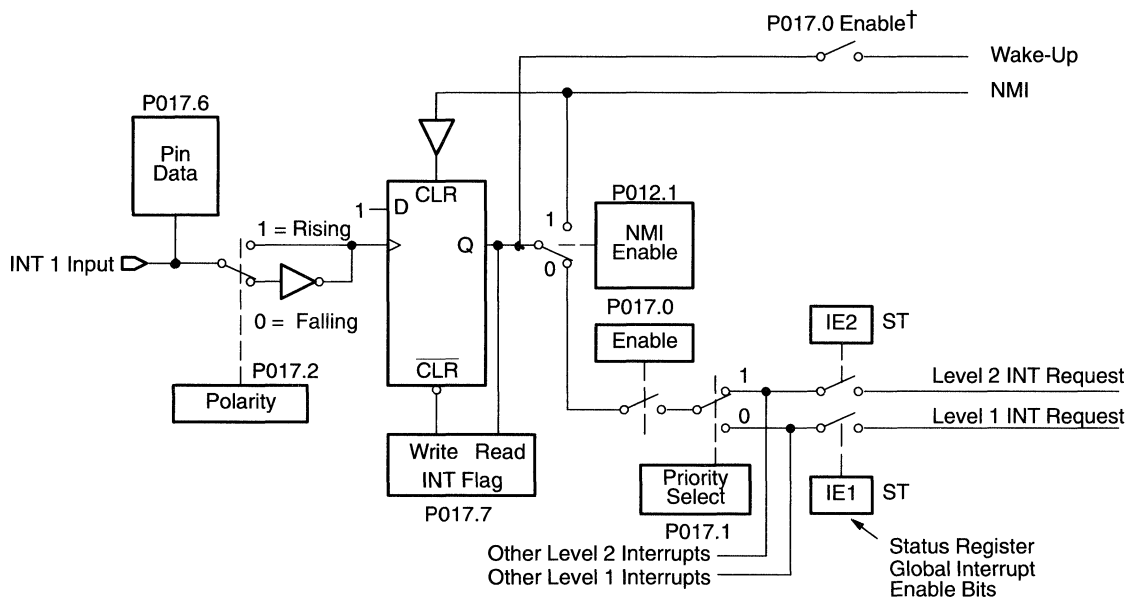 P017.0 Enable†
Wake-Up
NMI
P017.6
Pin
Data
CLR
1
D
Q
1 = Rising
INT 1 Input
0 = Falling
P017.2
Polarity
CLR
Write Read
INT Flag
P017.7
P012.1
1
NMI
Enable
0
P017.0
Enable
IE2 ST
1
Level 2 INT Request
0
Level 1 INT Request
Priority
Select
P017.1
IE1 ST
Other Level 2 Interrupts
Other Level 1 Interrupts
Status Register
Global Interrupt
Enable Bits